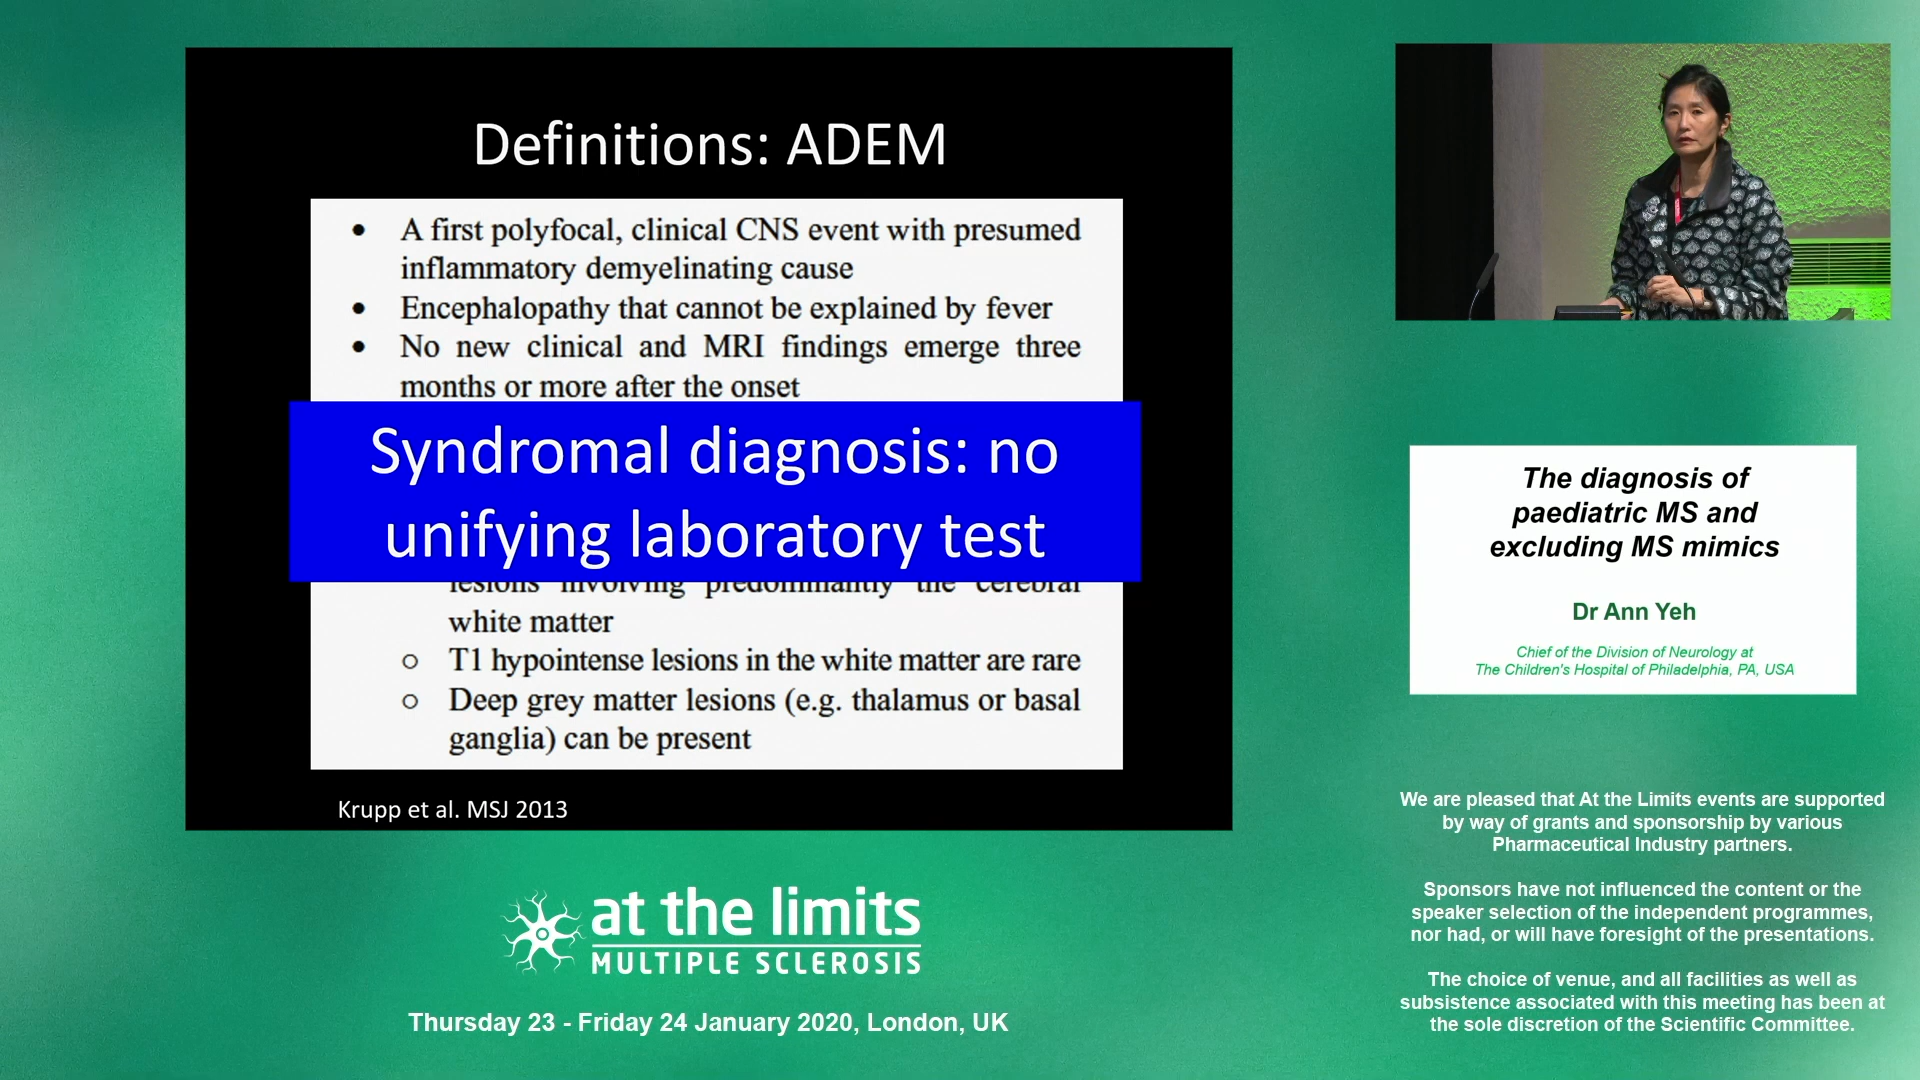 Definitions: ADEM
• A first polyfocal, clinical CNS event with presumed
inflammatory demyelinating cause
• Encephalopathy that cannot be explained by fever
• No new clinical and MRI findings emerge three
months or more after the onset
Syndromal diagnosis: no
unifying laboratory test
lesions involving predominantly the cerebral
white matter
○ T1 hypointense lesions in the white matter are rare
○ Deep grey matter lesions (e.g. thalamus or basal
ganglia) can be present
Krupp et al. MSJ 2013
at the limits
MULTIPLE SCLEROSIS
Thursday 23 - Friday 24 January 2020, London, UK
The diagnosis of
paediatric MS and
excluding MS mimics
Dr Ann Yeh
Chief of the Division of Neurology at
The Children's Hospital of Philadelphia, PA, USA
We are pleased that At the Limits events are supported
by way of grants and sponsorship by various
Pharmaceutical Industry partners.
Sponsors have not influenced the content or the
speaker selection of the independent programmes,
nor had, or will have foresight of the presentations.
The choice of venue, and all facilities as well as
subsistence associated with this meeting has been at
the sole discretion of the Scientific Committee.